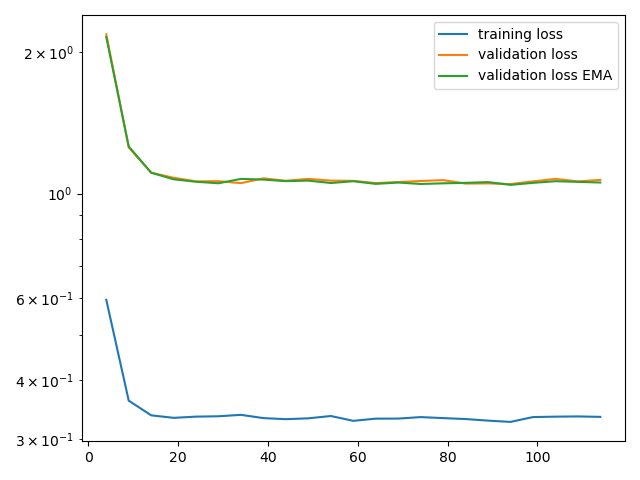 training loss
validation loss
validation loss EMA
2 × 10⁰
10⁰
6 × 10⁻¹
4 × 10⁻¹
3 × 10⁻¹
0 20 40 60 80 100